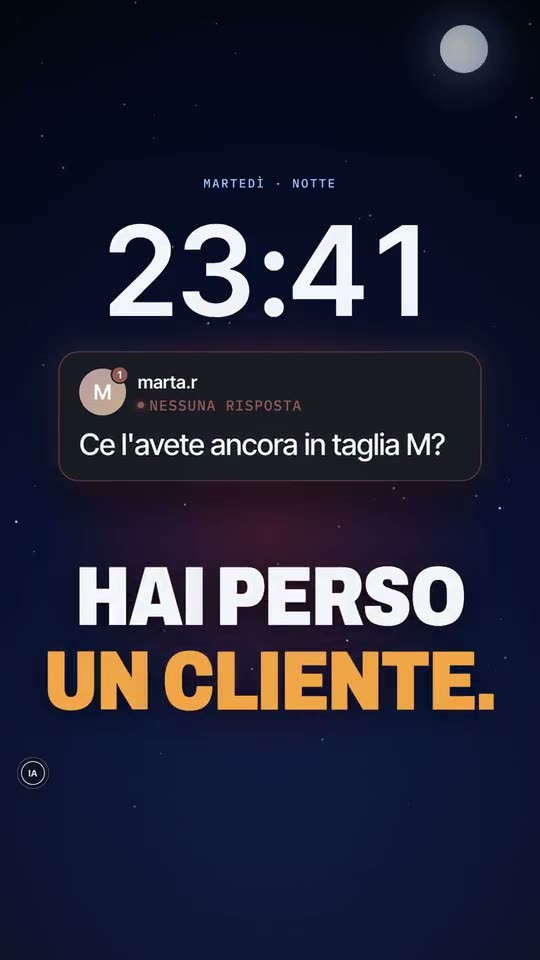 MARTEDÌ · NOTTE
23:41
M
1
marta.r
NESSUNA RISPOSTA
Ce l'avete ancora in taglia M?
HAI PERSO
UN CLIENTE.
IA